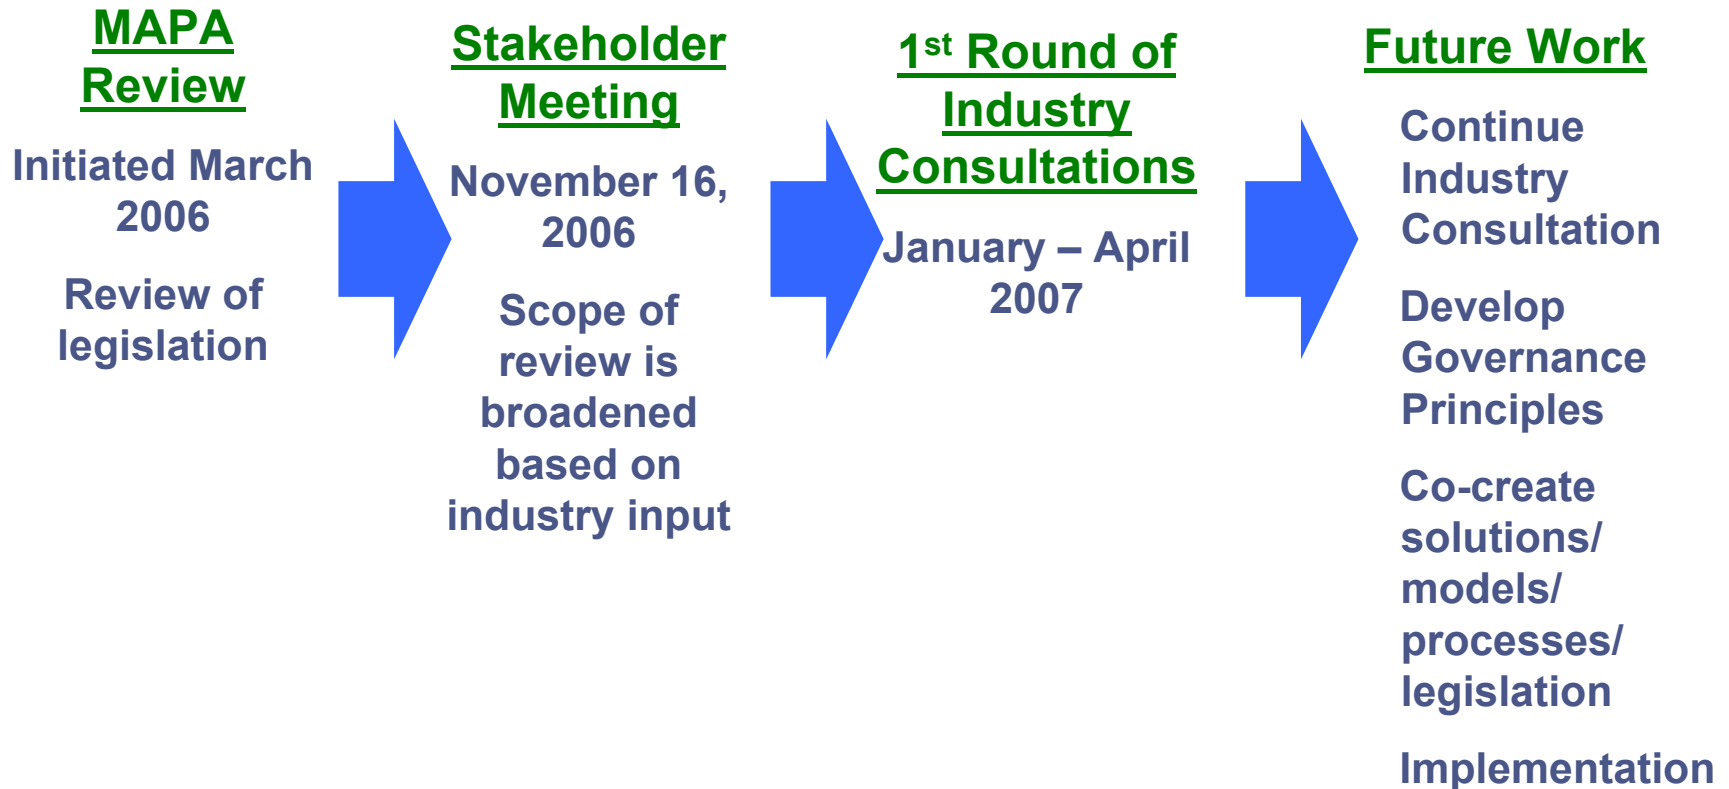 MAPA
Review
Initiated March
2006
Review of
legislation
Stakeholder
Meeting
November 16,
2006
Scope of
review is
broadened
based on
industry input
1st Round of
Industry
Consultations
January – April
2007
Future Work
Continue
Industry
Consultation
Develop
Governance
Principles
Co-create
solutions/
models/
processes/
legislation
Implementation